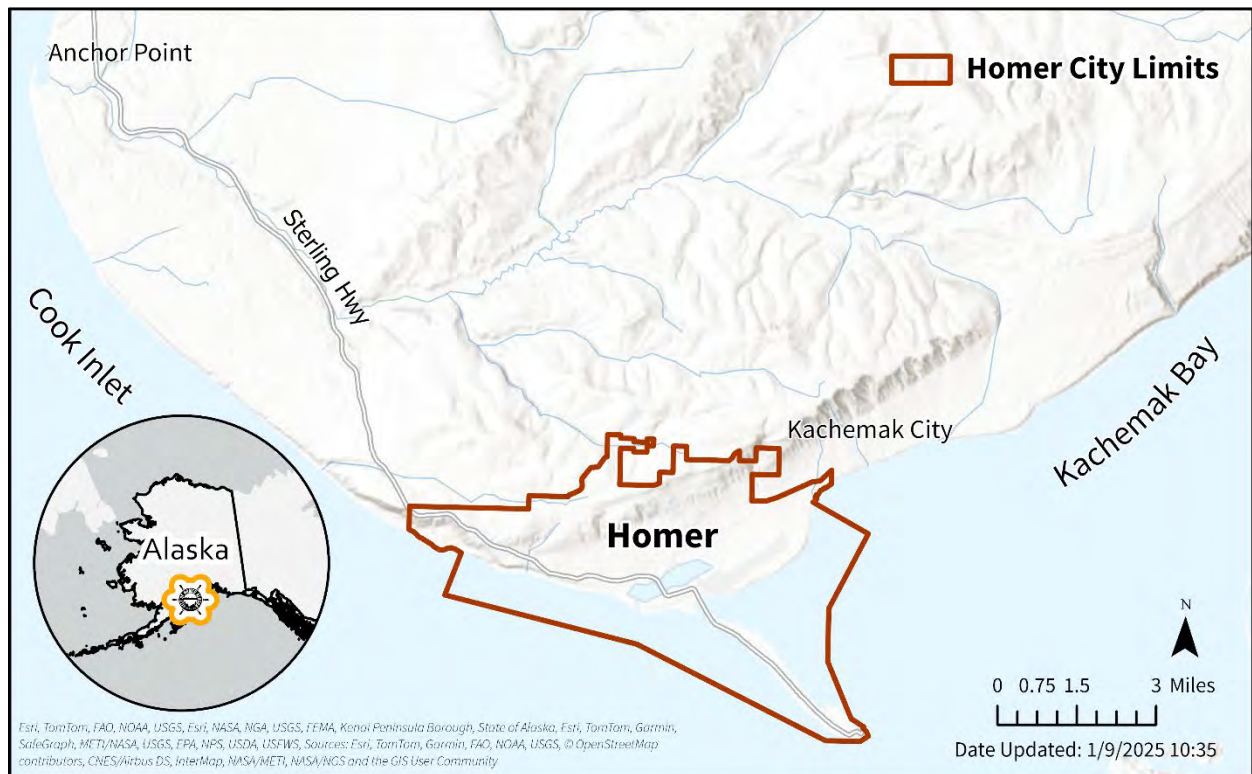 Anchor Point
Homer City Limits
Sterling Hwy
Cook Inlet
Kachemak Bay
Kachemak City
Homer
Alaska
N
0 0.75 1.5 3 Miles
Date Updated: 1/9/2025 10:35
Esri, TomTom, FAO, NOAA, USGS, Esri, NASA, NGA, USGS, FEMA, Kenai Peninsula Borough, State of Alaska, Esri, TomTom, Garmin,
SafeGraph, METI/NASA, USGS, EPA, NPS, USDA, USFWS, Sources: Esri, TomTom, Garmin, FAO, NOAA, USGS, © OpenStreetMap
contributors, CNES/Airbus DS, InterMap, NASA/METI, NASA/NGS and the GIS User Community